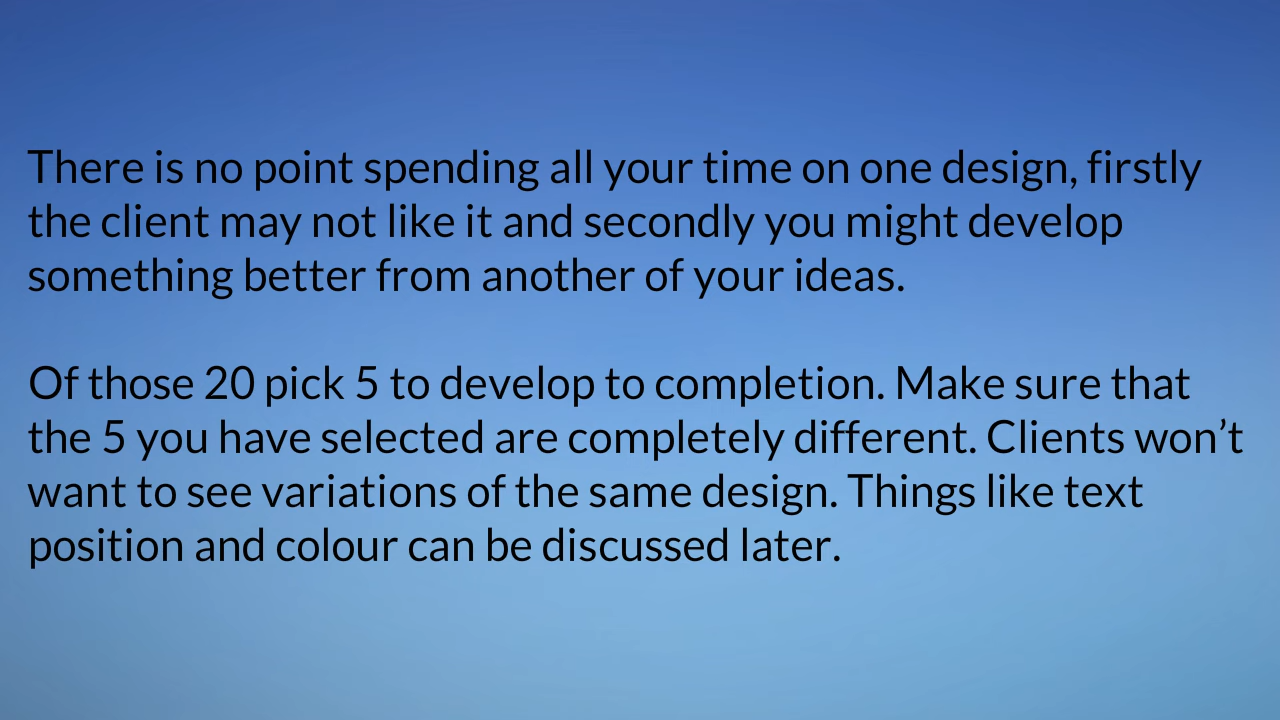 There is no point spending all your time on one design, firstly
the client may not like it and secondly you might develop
something better from another of your ideas.
Of those 20 pick 5 to develop to completion. Make sure that
the 5 you have selected are completely different. Clients won’t
want to see variations of the same design. Things like text
position and colour can be discussed later.